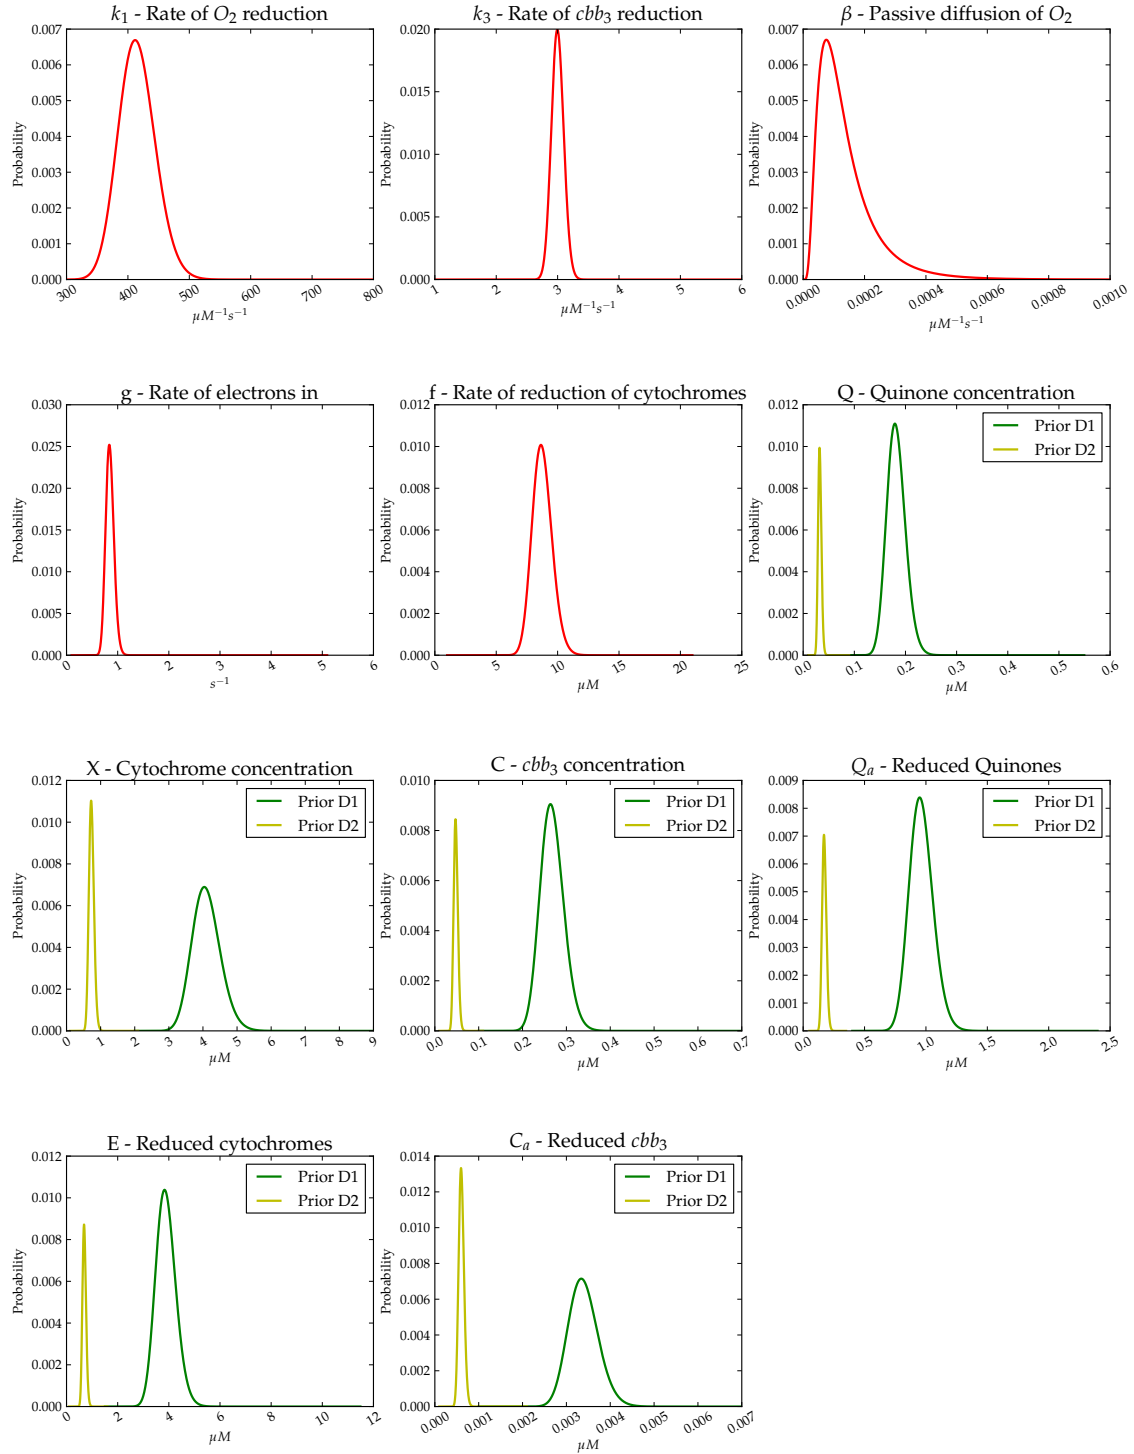 k₁ - Rate of O₂ reduction
0.007
0.006
0.005
0.004
0.003
0.002
0.001
0.000
Probability
300 400 500 600 700 800
μM⁻¹s⁻¹
k₃ - Rate of cbb₃ reduction
0.020
0.015
0.010
0.005
0.000
Probability
1 2 3 4 5 6
μM⁻¹s⁻¹
β - Passive diffusion of O₂
0.007
0.006
0.005
0.004
0.003
0.002
0.001
0.000
Probability
0.0000 0.0002 0.0004 0.0006 0.0008 0.0010
μM⁻¹s⁻¹
g - Rate of electrons in
0.030
0.025
0.020
0.015
0.010
0.005
0.000
Probability
0 1 2 3 4 5 6
s⁻¹
f - Rate of reduction of cytochromes
0.012
0.010
0.008
0.006
0.004
0.002
0.000
Probability
0 5 10 15 20 25
μM
Q - Quinone concentration
0.012
0.010
0.008
0.006
0.004
0.002
0.000
Probability
Prior D1
Prior D2
0.0 0.1 0.2 0.3 0.4 0.5 0.6
μM
X - Cytochrome concentration
0.012
0.010
0.008
0.006
0.004
0.002
0.000
Probability
Prior D1
Prior D2
0 1 2 3 4 5 6 7 8 9
μM
C - cbb₃ concentration
0.010
0.008
0.006
0.004
0.002
0.000
Probability
Prior D1
Prior D2
0.0 0.1 0.2 0.3 0.4 0.5 0.6 0.7
μM
Qₐ - Reduced Quinones
0.009
0.008
0.007
0.006
0.005
0.004
0.003
0.002
0.001
0.000
Probability
Prior D1
Prior D2
0.0 0.5 1.0 1.5 2.0 2.5
μM
E - Reduced cytochromes
0.012
0.010
0.008
0.006
0.004
0.002
0.000
Probability
Prior D1
Prior D2
0 2 4 6 8 10 12
μM
Cₐ - Reduced cbb₃
0.014
0.012
0.010
0.008
0.006
0.004
0.002
0.000
Probability
Prior D1
Prior D2
0.000 0.001 0.002 0.003 0.004 0.005 0.006 0.007
μM